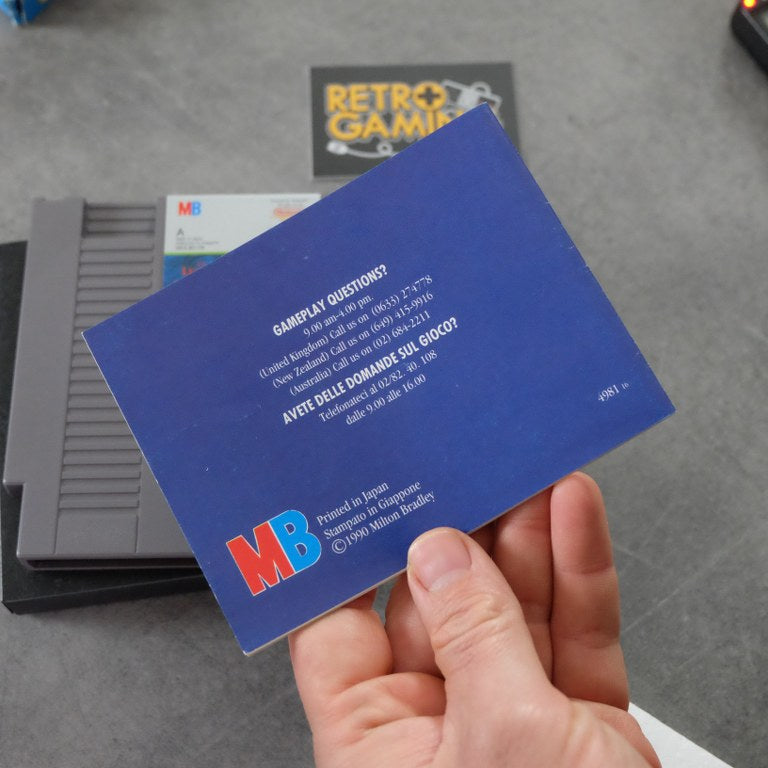 RETRO
GAMIN
MB
A
GAMEPLAY QUESTIONS?
9.00 am-4.00 pm.
(United Kingdom) Call us on (0633) 274778
(New Zealand) Call us on (649) 415-9916
(Australia) Call us on (02) 684-2211
AVETE DELLE DOMANDE SUL GIOCO?
Telefonateci al 02/82. 40. 108
dalle 9.00 alle 16.00
4981 16
MB
Printed in Japan
Stampato in Giappone
©1990 Milton Bradley